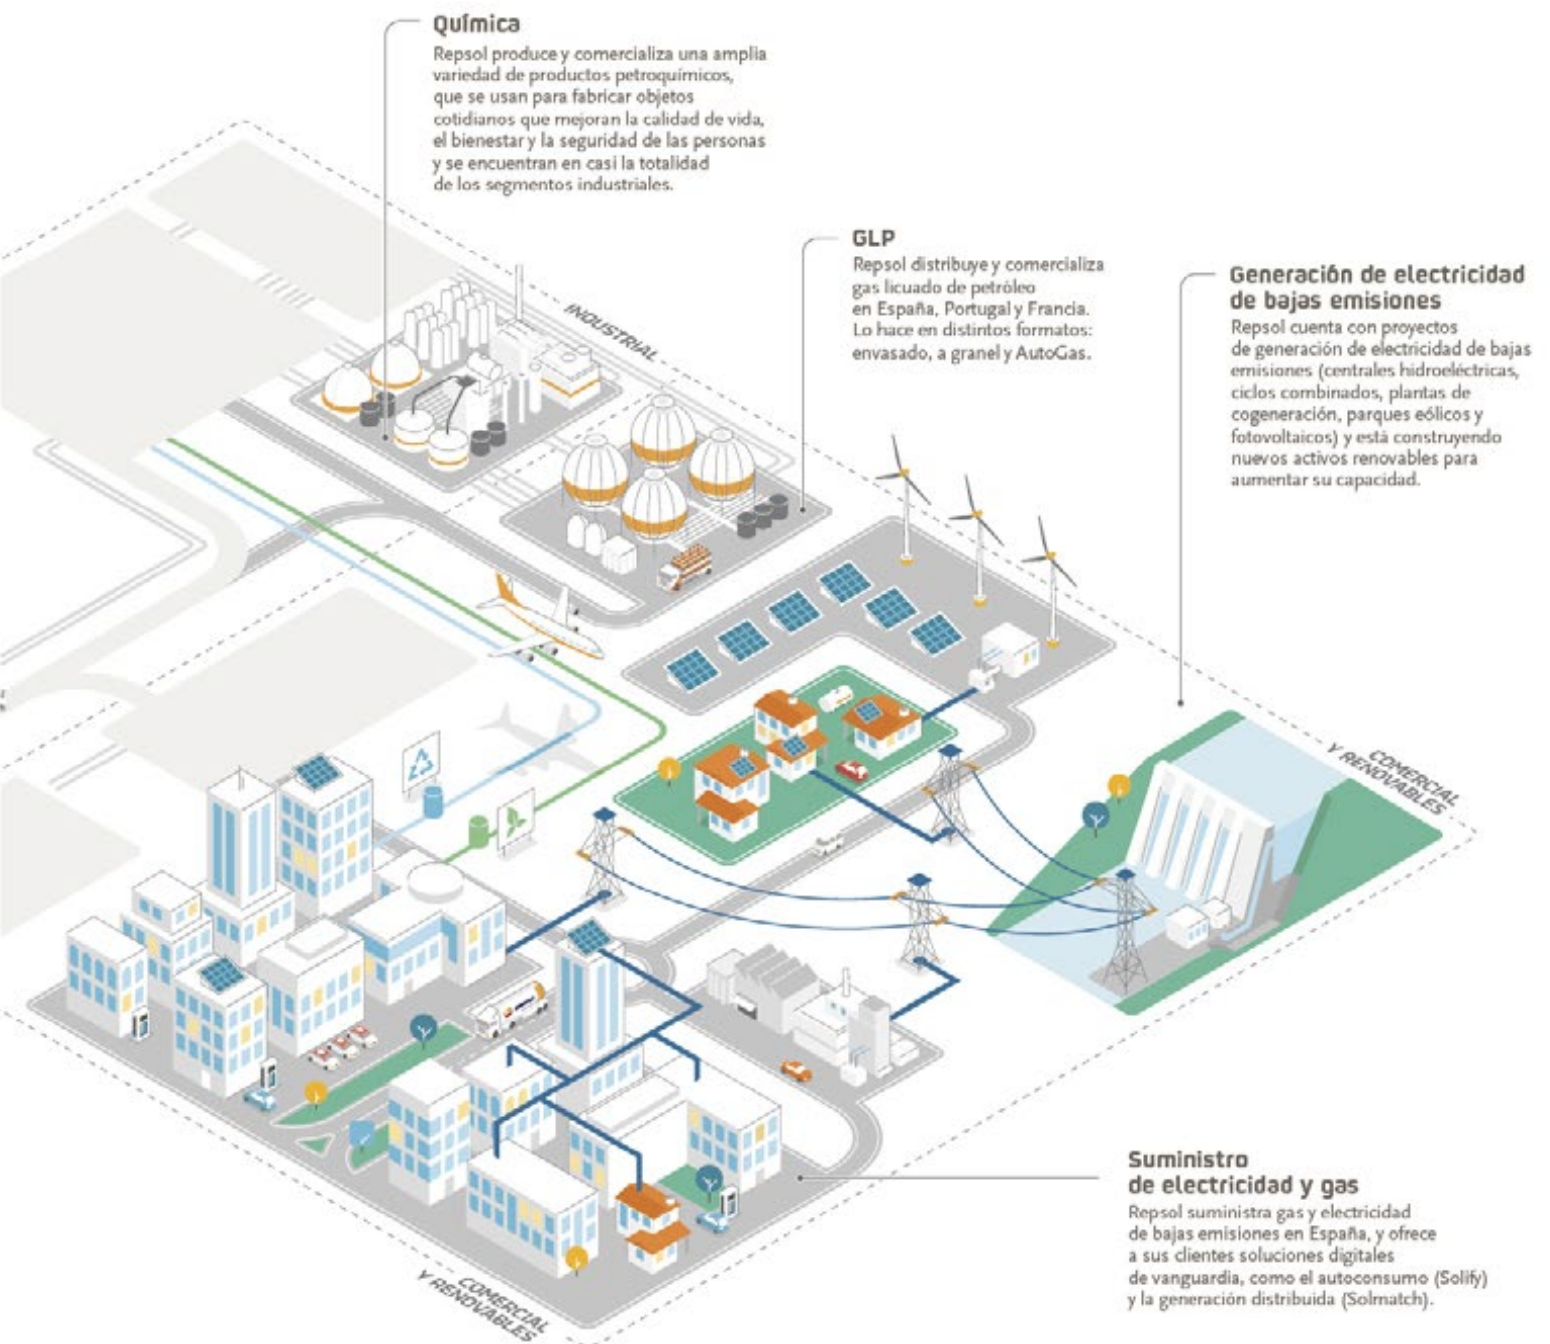 Química
Repsol produce y comercializa una amplia
variedad de productos petroquímicos,
que se usan para fabricar objetos
cotidianos que mejoran la calidad de vida,
el bienestar y la seguridad de las personas
y se encuentran en casi la totalidad
de los segmentos industriales.
GLP
Repsol distribuye y comercializa
gas licuado de petróleo
en España, Portugal y Francia.
Lo hace en distintos formatos:
envasado, a granel y AutoGas.
Generación de electricidad
de bajas emisiones
Repsol cuenta con proyectos
de generación de electricidad de bajas
emisiones (centrales hidroeléctricas,
ciclos combinados, plantas de
cogeneración, parques eólicos y
fotovoltaicos) y está construyendo
nuevos activos renovables para
aumentar su capacidad.
INDUSTRIAL
COMERCIAL
Y RENOVABLES
Suministro
de electricidad y gas
Repsol suministra gas y electricidad
de bajas emisiones en España, y ofrece
a sus clientes soluciones digitales
de vanguardia, como el autoconsumo (Solify)
y la generación distribuida (Solmatch).
COMERCIAL
Y RENOVABLES